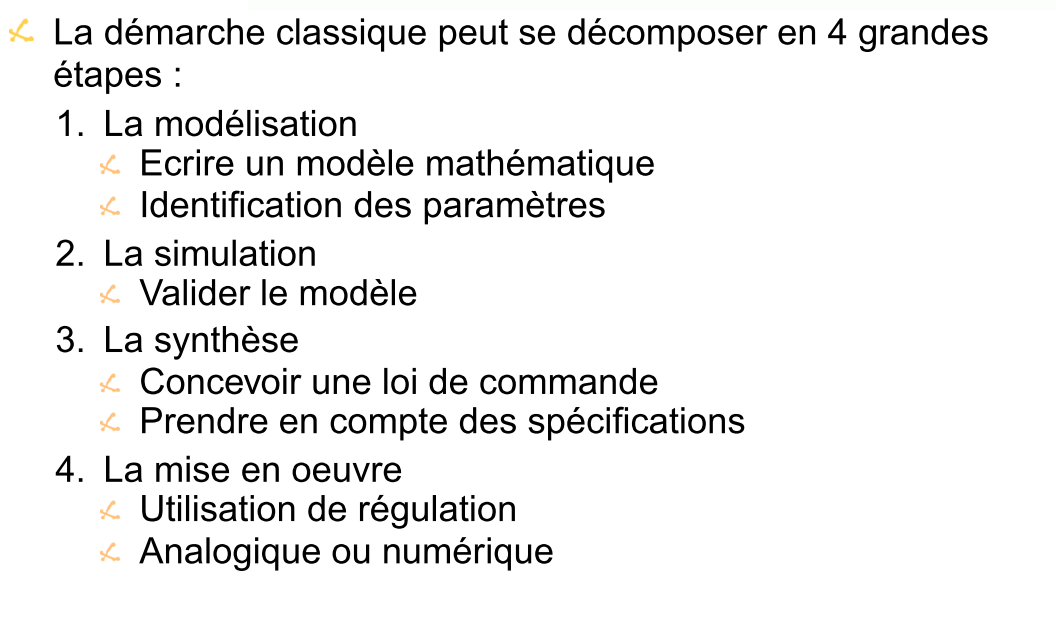 La démarche classique peut se décomposer en 4 grandes
étapes :
1. La modélisation
Ecrire un modèle mathématique
Identification des paramètres
2. La simulation
Valider le modèle
3. La synthèse
Concevoir une loi de commande
Prendre en compte des spécifications
4. La mise en oeuvre
Utilisation de régulation
Analogique ou numérique